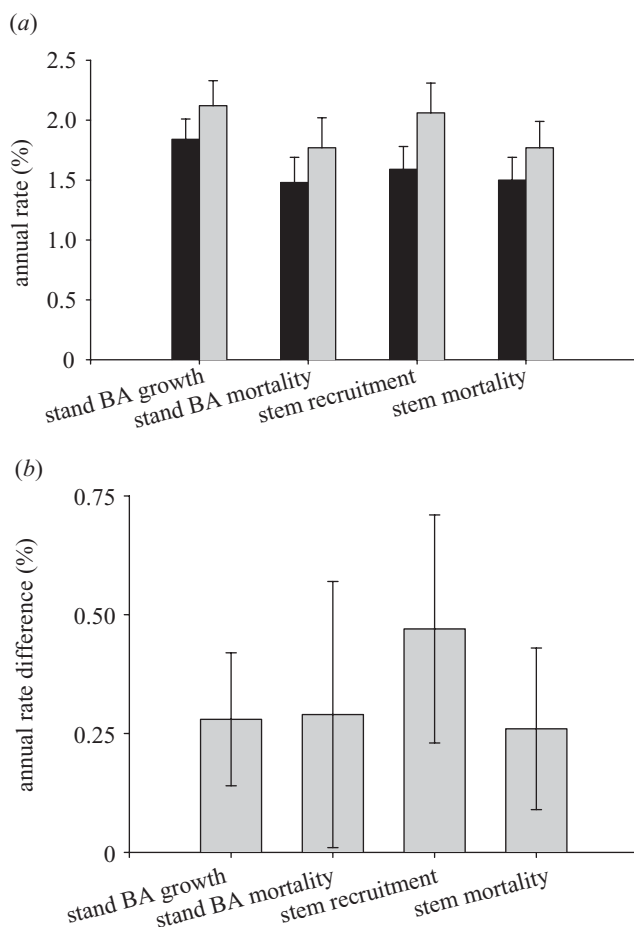 (a)
2.5
2.0
1.5
1.0
0.5
0
annual rate (%)
stand BA growth
stand BA mortality
stem recruitment
stem mortality
(b)
0.75
0.50
0.25
0
annual rate difference (%)
stand BA growth
stand BA mortality
stem recruitment
stem mortality